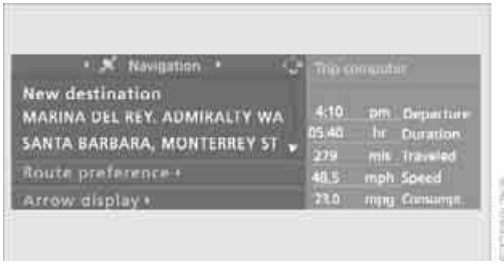 Navigation
New destination
MARINA DEL REY, ADMIRALTY WA
SANTA BARBARA, MONTERREY ST
Route preference
Arrow display
Trip computer
4:10 pm Departure
05.40 hr Duration
279 mls Traveled
48.5 mph Speed
23.0 mpg Consumpt.